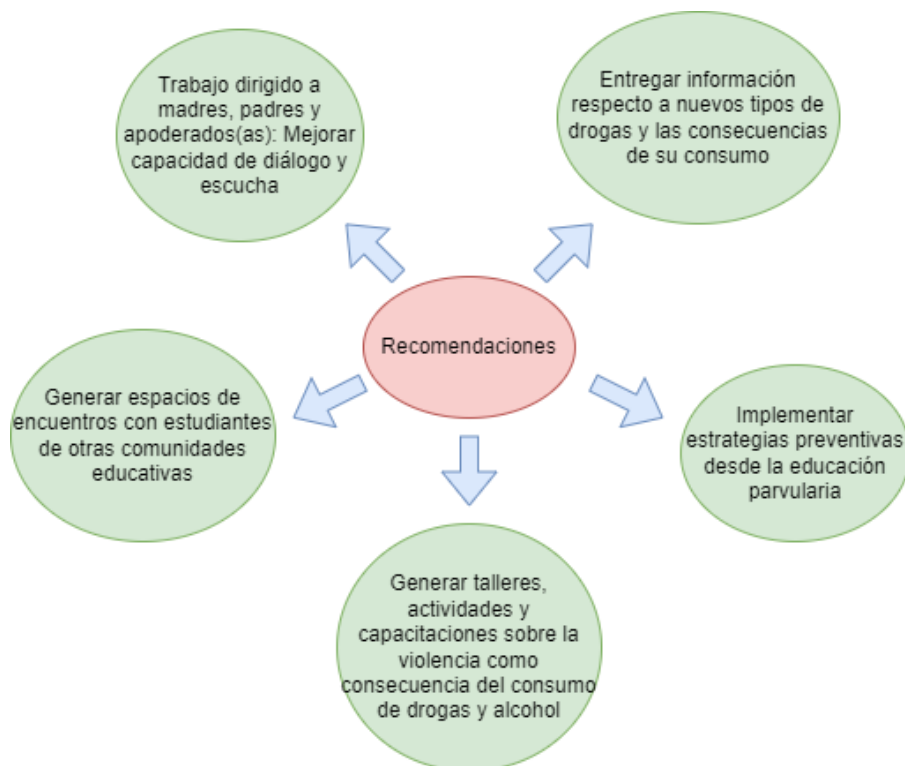 Trabajo dirigido a
madres, padres y
apoderados(as): Mejorar
capacidad de diálogo y
escucha
Entregar información
respecto a nuevos tipos de
drogas y las consecuencias
de su consumo
Recomendaciones
Generar espacios de
encuentros con estudiantes
de otras comunidades
educativas
Implementar
estrategias preventivas
desde la educación
parvularia
Generar talleres,
actividades y
capacitaciones sobre la
violencia como
consecuencia del consumo
de drogas y alcohol